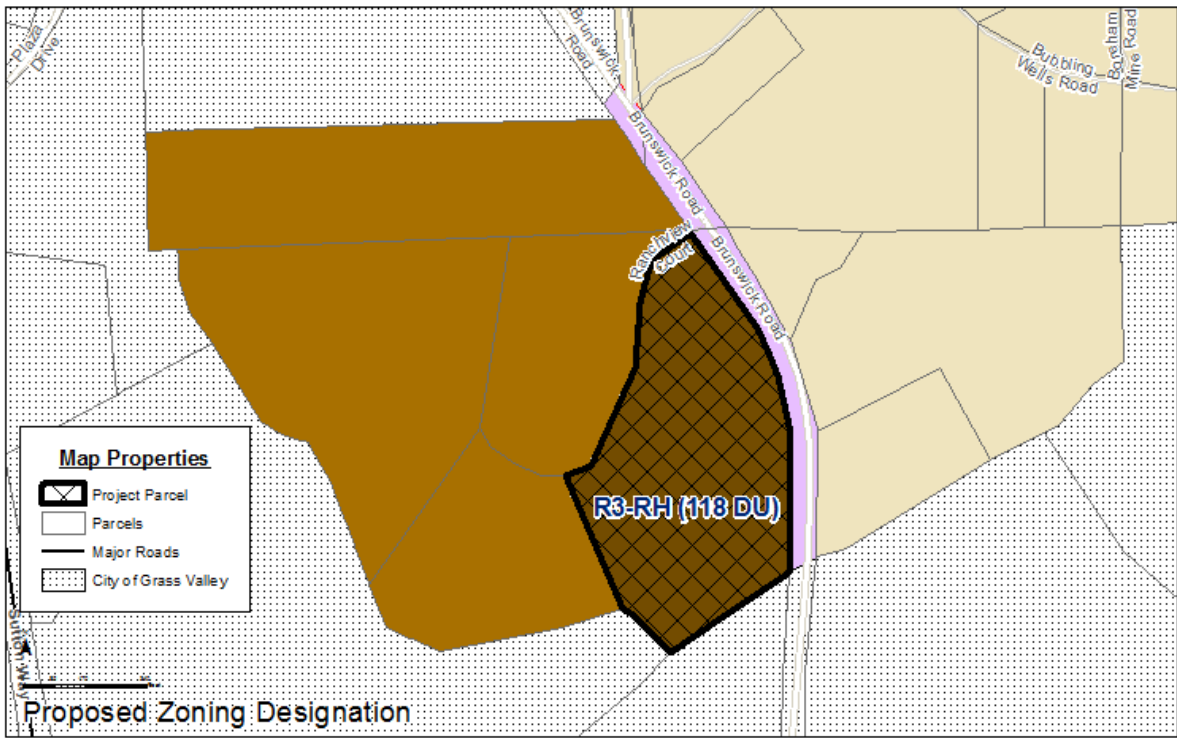 Plaza
Drive
Brunswick
Road
Bubbling
Wells Road
Boreham
Mine Road
Brunswick Road
Ranchview
Court
Brunswick Road
R3-RH (118 DU)
Map Properties
Project Parcel
Parcels
Major Roads
City of Grass Valley
Sutton Way
Proposed Zoning Designation